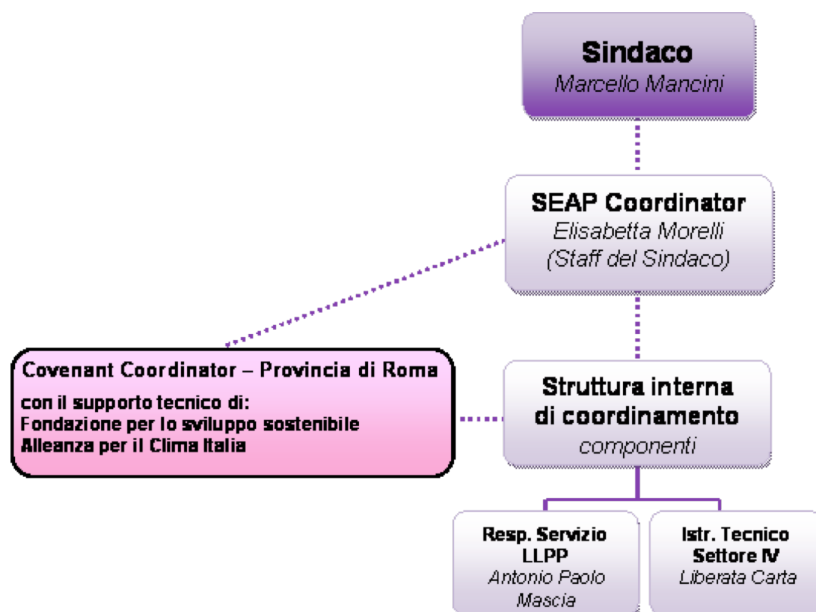 Sindaco
Marcello Mancini
SEAP Coordinator
Elisabetta Morelli
(Staff del Sindaco)
Covenant Coordinator – Provincia di Roma
con il supporto tecnico di:
Fondazione per lo sviluppo sostenibile
Alleanza per il Clima Italia
Struttura interna
di coordinamento
componenti
Resp. Servizio
LLPP
Antonio Paolo
Mascia
Istr. Tecnico
Settore IV
Liberata Carta